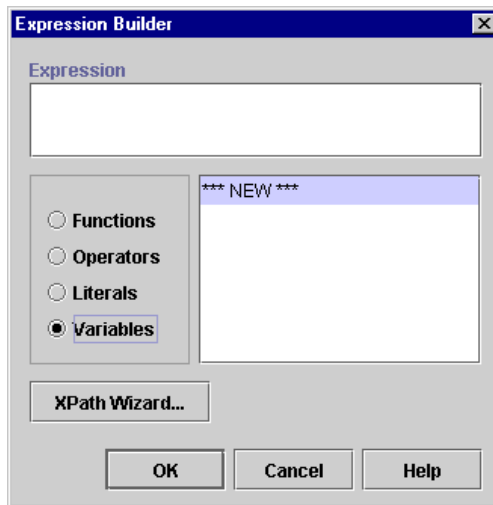 Expression Builder
Expression
*** NEW ***
Functions
Operators
Literals
Variables
XPath Wizard...
OK
Cancel
Help